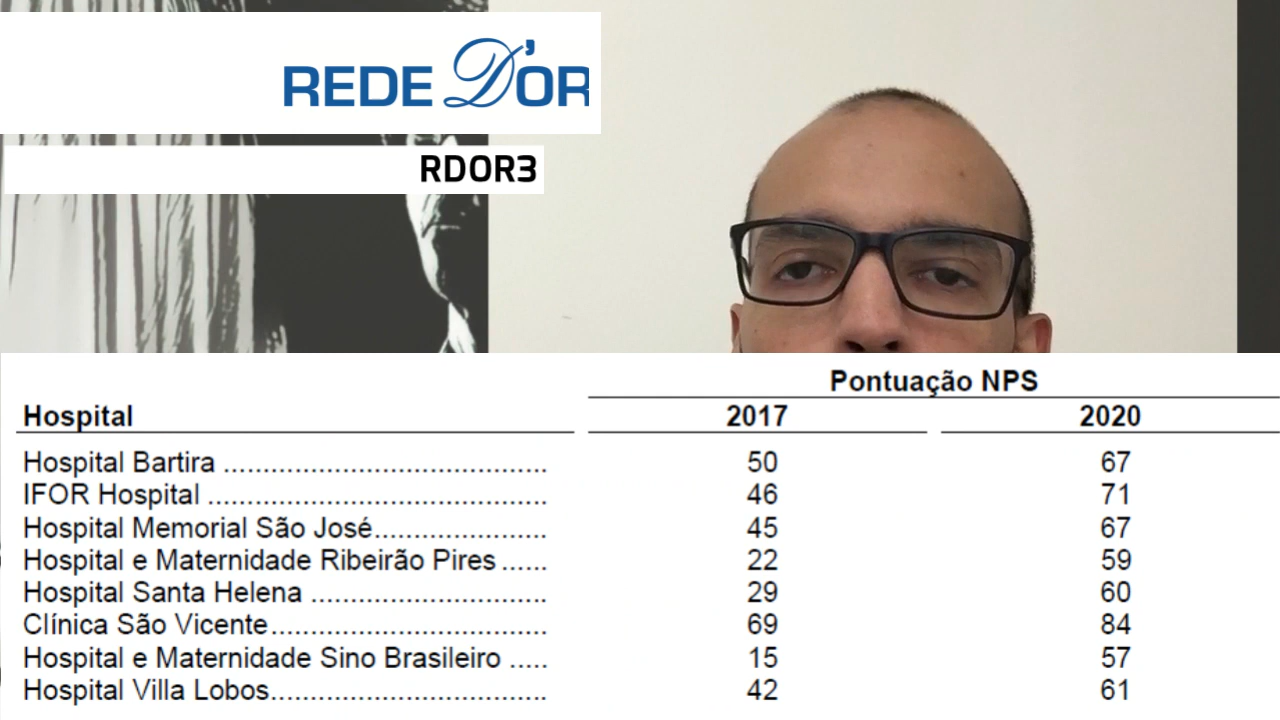 REDE D'OR
RDOR3
Pontuação NPS
Hospital 2017 2020
Hospital Bartira ......................................... 50 67
IFOR Hospital ........................................... 46 71
Hospital Memorial São José...................... 45 67
Hospital e Maternidade Ribeirão Pires ...... 22 59
Hospital Santa Helena .............................. 29 60
Clínica São Vicente................................... 69 84
Hospital e Maternidade Sino Brasileiro ..... 15 57
Hospital Villa Lobos................................... 42 61